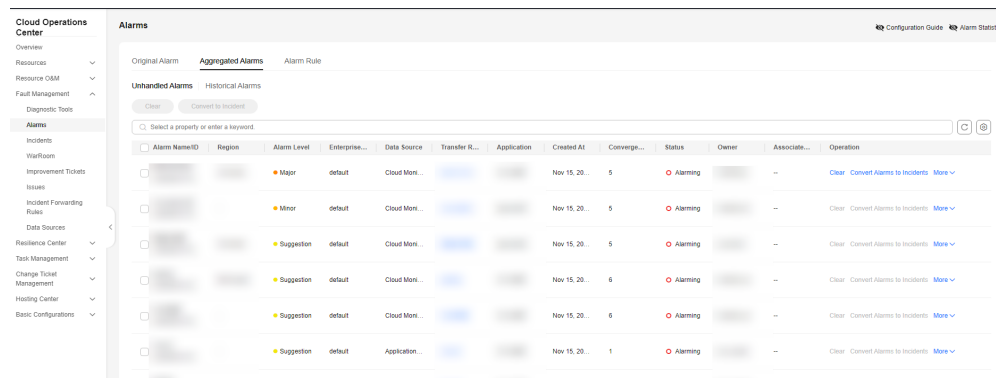 Cloud Operations
Center
Overview
Resources
Resource O&M
Fault Management
Diagnostic Tools
Alarms
Incidents
WarRoom
Improvement Tickets
Issues
Incident Forwarding
Rules
Data Sources
Resilience Center
Task Management
Change Ticket
Management
Hosting Center
Basic Configurations
Alarms
Configuration Guide Alarm Statist
Original Alarm Aggregated Alarms Alarm Rule
Unhandled Alarms Historical Alarms
Clear Convert to Incident
Select a property or enter a keyword.
Alarm Name/ID Region Alarm Level Enterprise... Data Source Transfer R... Application Created At Converge... Status Owner Associate... Operation
Major default Cloud Moni... Nov 15, 20... 5 Alarming -- Clear Convert Alarms to Incidents More
Minor default Cloud Moni... Nov 15, 20... 5 Alarming -- Clear Convert Alarms to Incidents More
Suggestion default Cloud Moni... Nov 15, 20... 5 Alarming -- Clear Convert Alarms to Incidents More
Suggestion default Cloud Moni... Nov 15, 20... 6 Alarming -- Clear Convert Alarms to Incidents More
Suggestion default Cloud Moni... Nov 15, 20... 6 Alarming -- Clear Convert Alarms to Incidents More
Suggestion default Application... Nov 15, 20... 1 Alarming -- Clear Convert Alarms to Incidents More